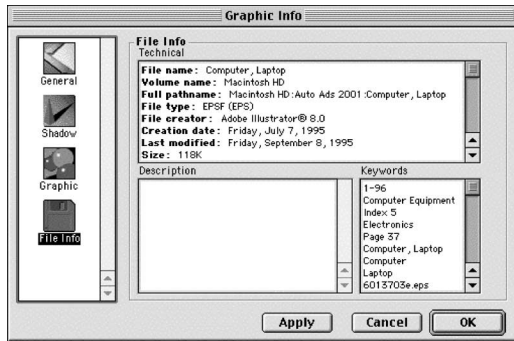 Graphic Info
General
Shadow
Graphic
File Info
File Info
Technical
File name: Computer, Laptop
Volume name: Macintosh HD
Full pathname: Macintosh HD:Auto Ads 2001:Computer, Laptop
File type: EPSF (EPS)
File creator: Adobe Illustrator® 8.0
Creation date: Friday, July 7, 1995
Last modified: Friday, September 8, 1995
Size: 118K
Description
Keywords
1-96
Computer Equipment
Index 5
Electronics
Page 37
Computer, Laptop
Computer
Laptop
6013703e.eps
Apply
Cancel
OK